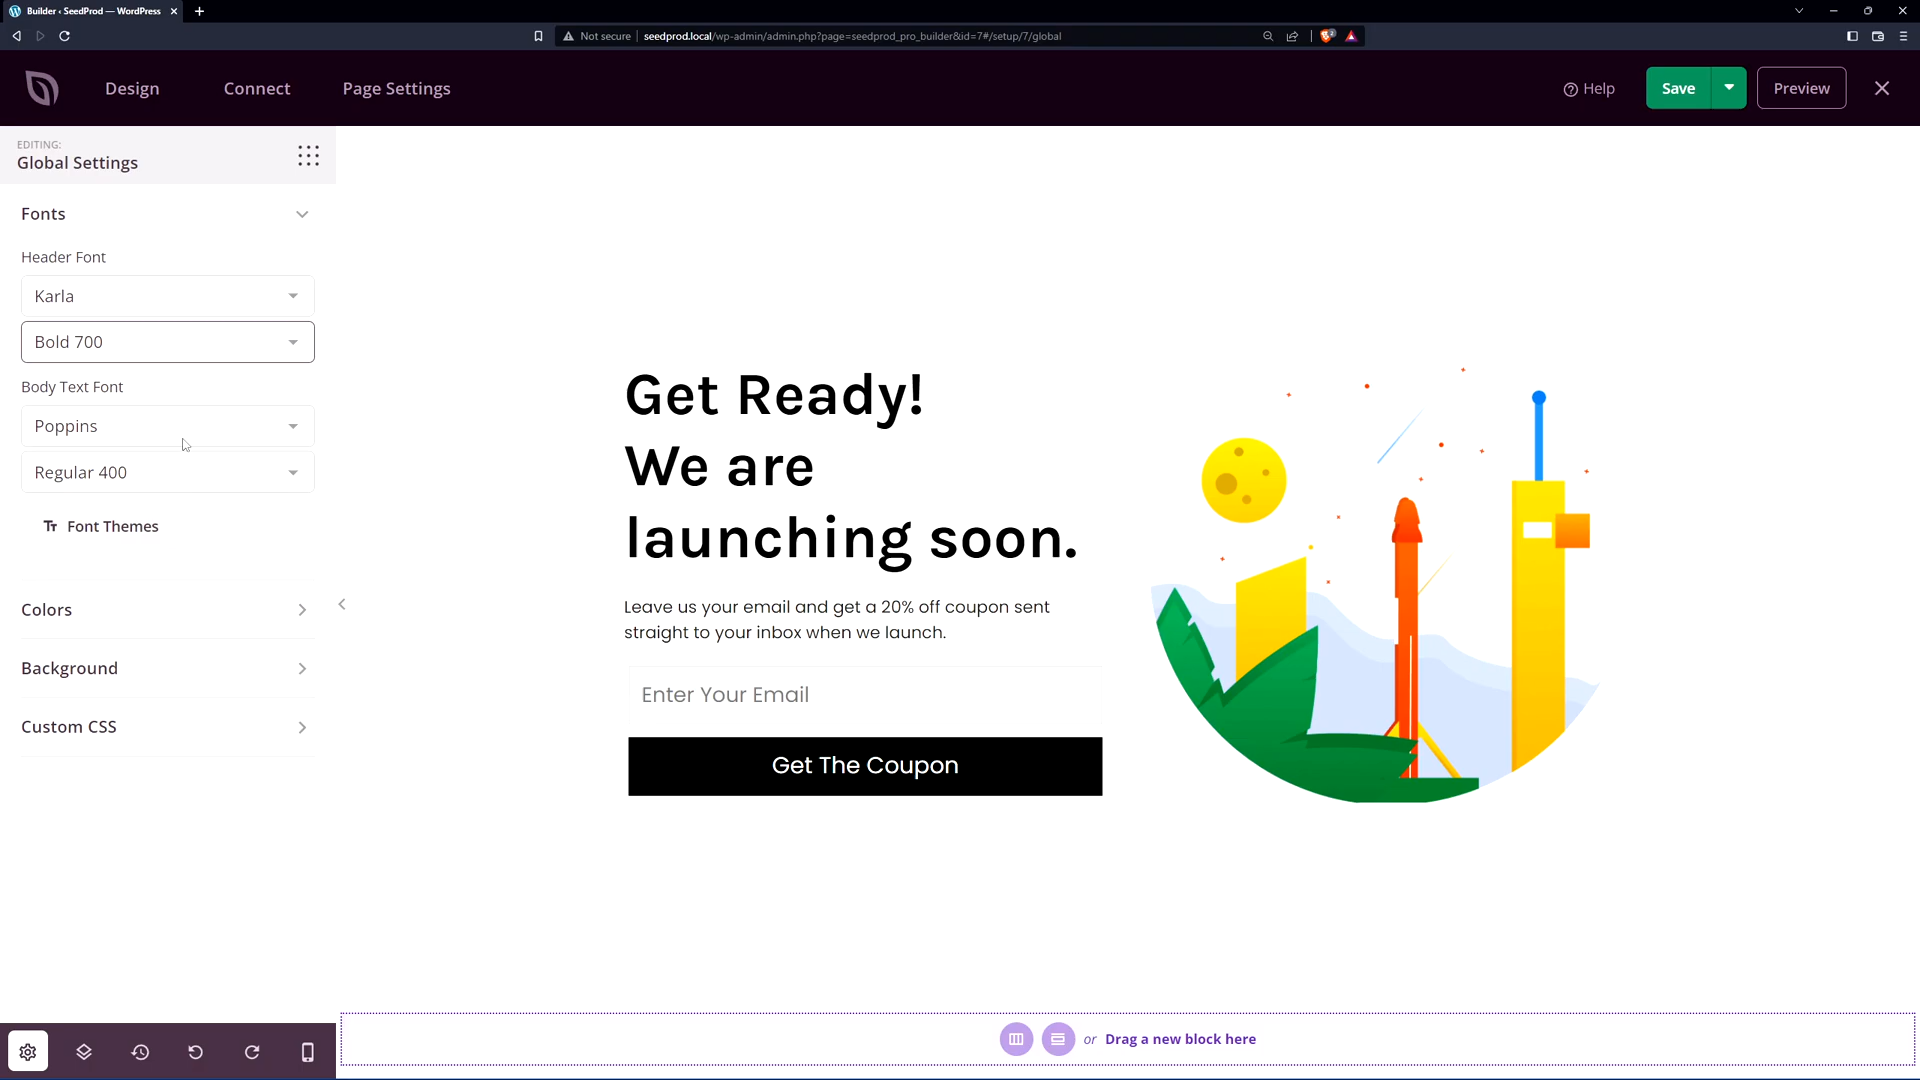 Builder ‹ SeedProd — WordPress
Not secure
seedprod.local/wp-admin/admin.php?page=seedprod_pro_builder&id=7#/setup/7/global
2
Design
Connect
Page Settings
Help
Save
Preview
EDITING:
Global Settings
Fonts
Header Font
Karla
Bold 700
Body Text Font
Poppins
Regular 400
Tт Font Themes
Colors
Background
Custom CSS
Get Ready!
We are
launching soon.
Leave us your email and get a 20% off coupon sent
straight to your inbox when we launch.
Enter Your Email
Get The Coupon
or Drag a new block here